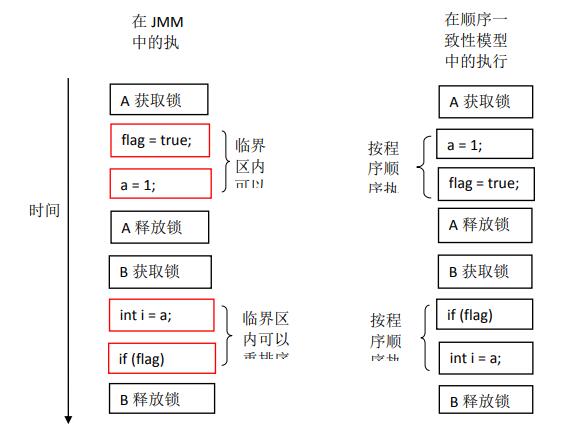 在 JMM
中的执
在顺序一
致性模型
中的执行
时间
A 获取锁
flag = true;
a = 1;
临界
区内
可以
A 释放锁
B 获取锁
int i = a;
if (flag)
临界区
内可以
重排序
B 释放锁
A 获取锁
a = 1;
flag = true;
按程
序顺
序执
A 释放锁
B 获取锁
if (flag)
int i = a;
按程
序顺
序执
B 释放锁